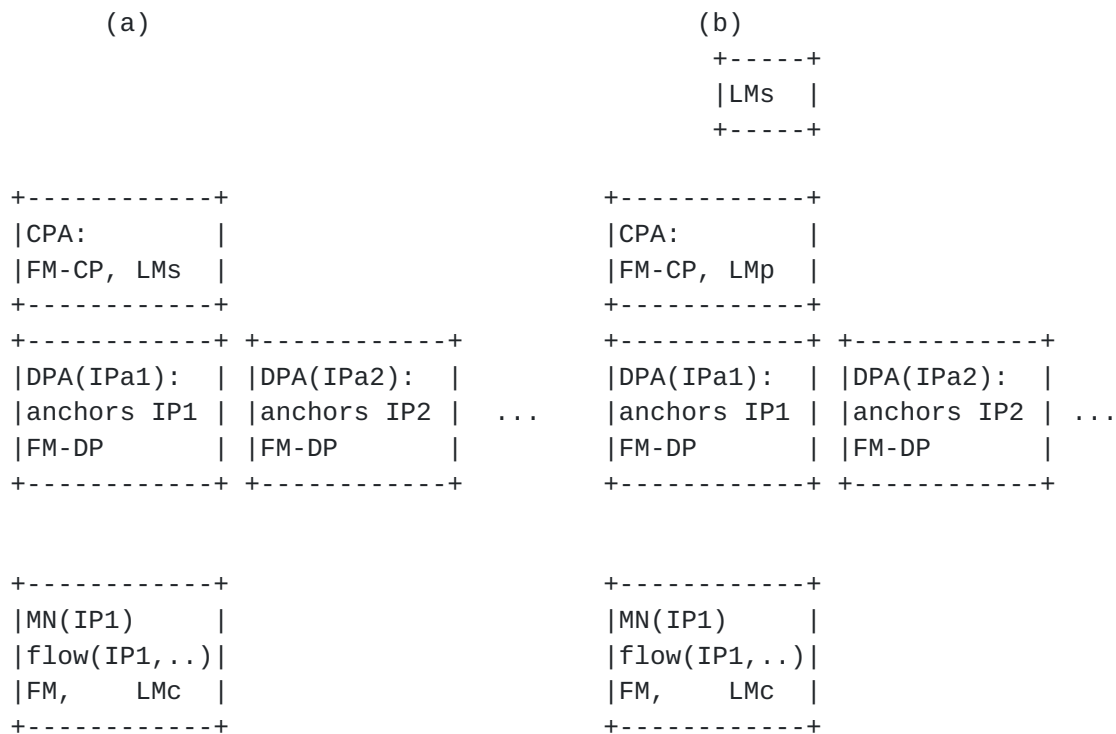 (a) (b)
+-----+
|LMs |
+-----+
+------------+ +------------+
|CPA: | |CPA: |
|FM-CP, LMs | |FM-CP, LMp |
+------------+ +------------+
+------------+ +------------+ +------------+ +------------+
|DPA(IPa1): | |DPA(IPa2): | |DPA(IPa1): | |DPA(IPa2): |
|anchors IP1 | |anchors IP2 | ... |anchors IP1 | |anchors IP2 | ...
|FM-DP | |FM-DP | |FM-DP | |FM-DP |
+------------+ +------------+ +------------+ +------------+
+------------+ +------------+
|MN(IP1) | |MN(IP1) |
|flow(IP1,..)| |flow(IP1,..)|
|FM, LMc | |FM, LMc |
+------------+ +------------+